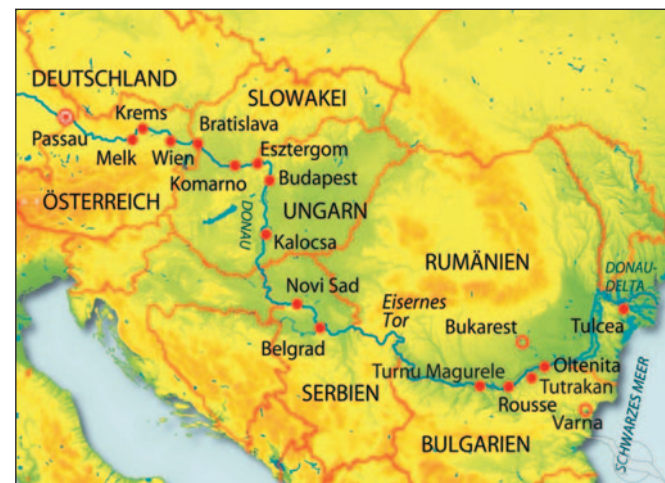 DEUTSCHLAND
SLOWAKEI
Krems
Bratislava
Passau
Melk
Wien
Esztergom
Komarno
Budapest
ÖSTERREICH
DONAU
UNGARN
Kalocsa
RUMÄNIEN
DONAU-
DELTA
Novi Sad
Eisernes
Tor
Bukarest
Tulcea
Belgrad
Turnu Magurele
Oltenita
Tutrakan
SERBIEN
Rousse
Varna
BULGARIEN
SCHWARZES MEER